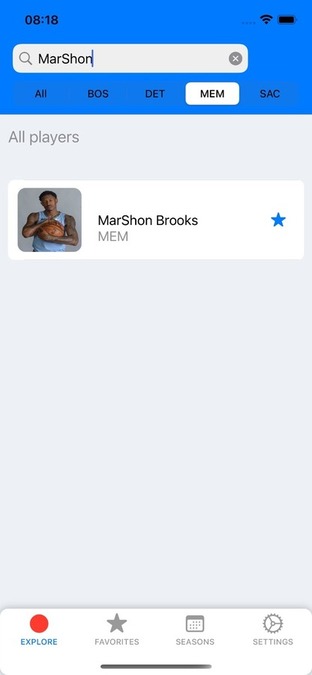 08:18
MarShon
All BOS DET MEM SAC
All players
MarShon Brooks
MEM
EXPLORE FAVORITES SEASONS SETTINGS